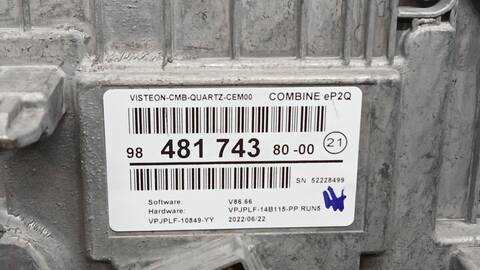 VISTEON-CMB-QUARTZ-CEM00 COMBINE eP2Q
98 481 743 80-00 21
SN 52228499
Software: V86.66
Hardware: VPJPLF-14B115-PP RUN5
VPJPLF-10849-YY 2022/06/22